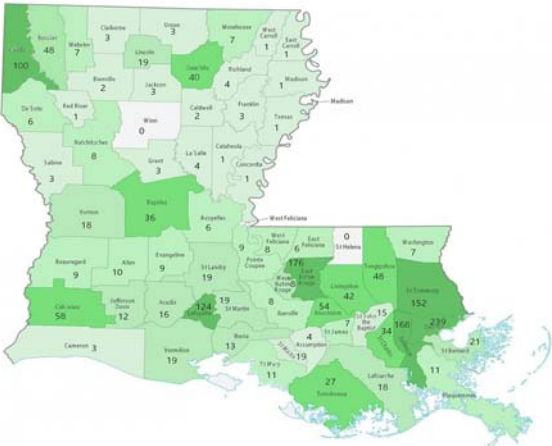 Caddo
100
Bossier
48
Webster
7
Claiborne
3
Union
3
Lincoln
19
Morehouse
7
West
Carroll
1
East
Carroll
1
Ouachita
40
Richland
4
Madison
1
Madison
Bienville
2
Jackson
3
De Soto
6
Red River
1
Winn
0
Caldwell
2
Franklin
3
Tensas
1
Natchitoches
8
Sabine
3
Grant
3
La Salle
4
Catahoula
1
Concordia
1
Vernon
18
Rapides
36
Avoyelles
6
West Feliciana
Beauregard
9
Allen
10
Evangeline
9
St Landry
19
Pointe
Coupee
9
West
Feliciana
8
East
Feliciana
6
St Helena
0
Washington
7
Tangipahoa
48
176
East
Baton
Rouge
West
Baton
Rouge
8
Livingston
42
St Tammany
152
Calcasieu
58
Jefferson
Davis
12
Acadia
16
124
Lafayette
19
St Martin
Iberville
8
54
Ascension
15
St John
the
Baptist
7
St James
34
St Charles
168
239
Cameron 3
Vermilion
19
Iberia
13
4
Assumption
19
St Mary
11
Terrebonne
27
Lafourche
18
21
St Bernard
11
Plaquemines